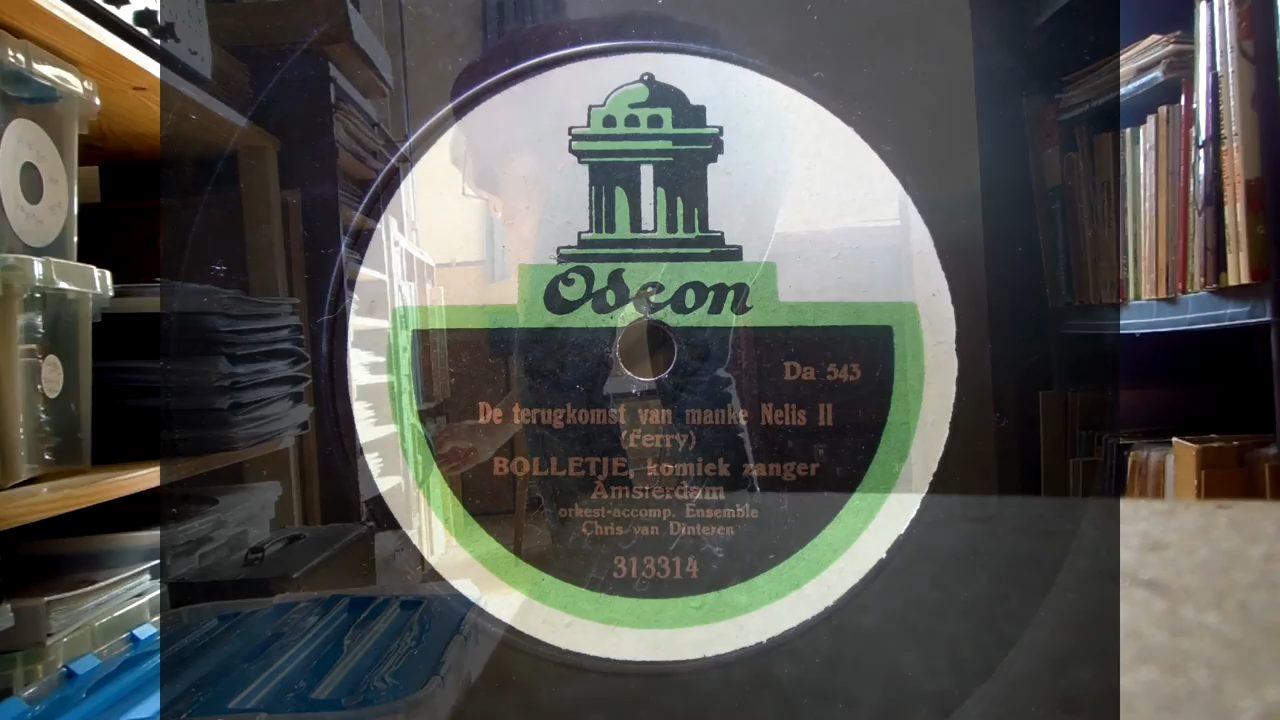 Odeon
Da 543
De terugkomst van manke Nelis II
(Ferry)
BOLLETJE, komiek zanger
Amsterdam
orkest-accomp. Ensemble
Chris van Dinteren
313314